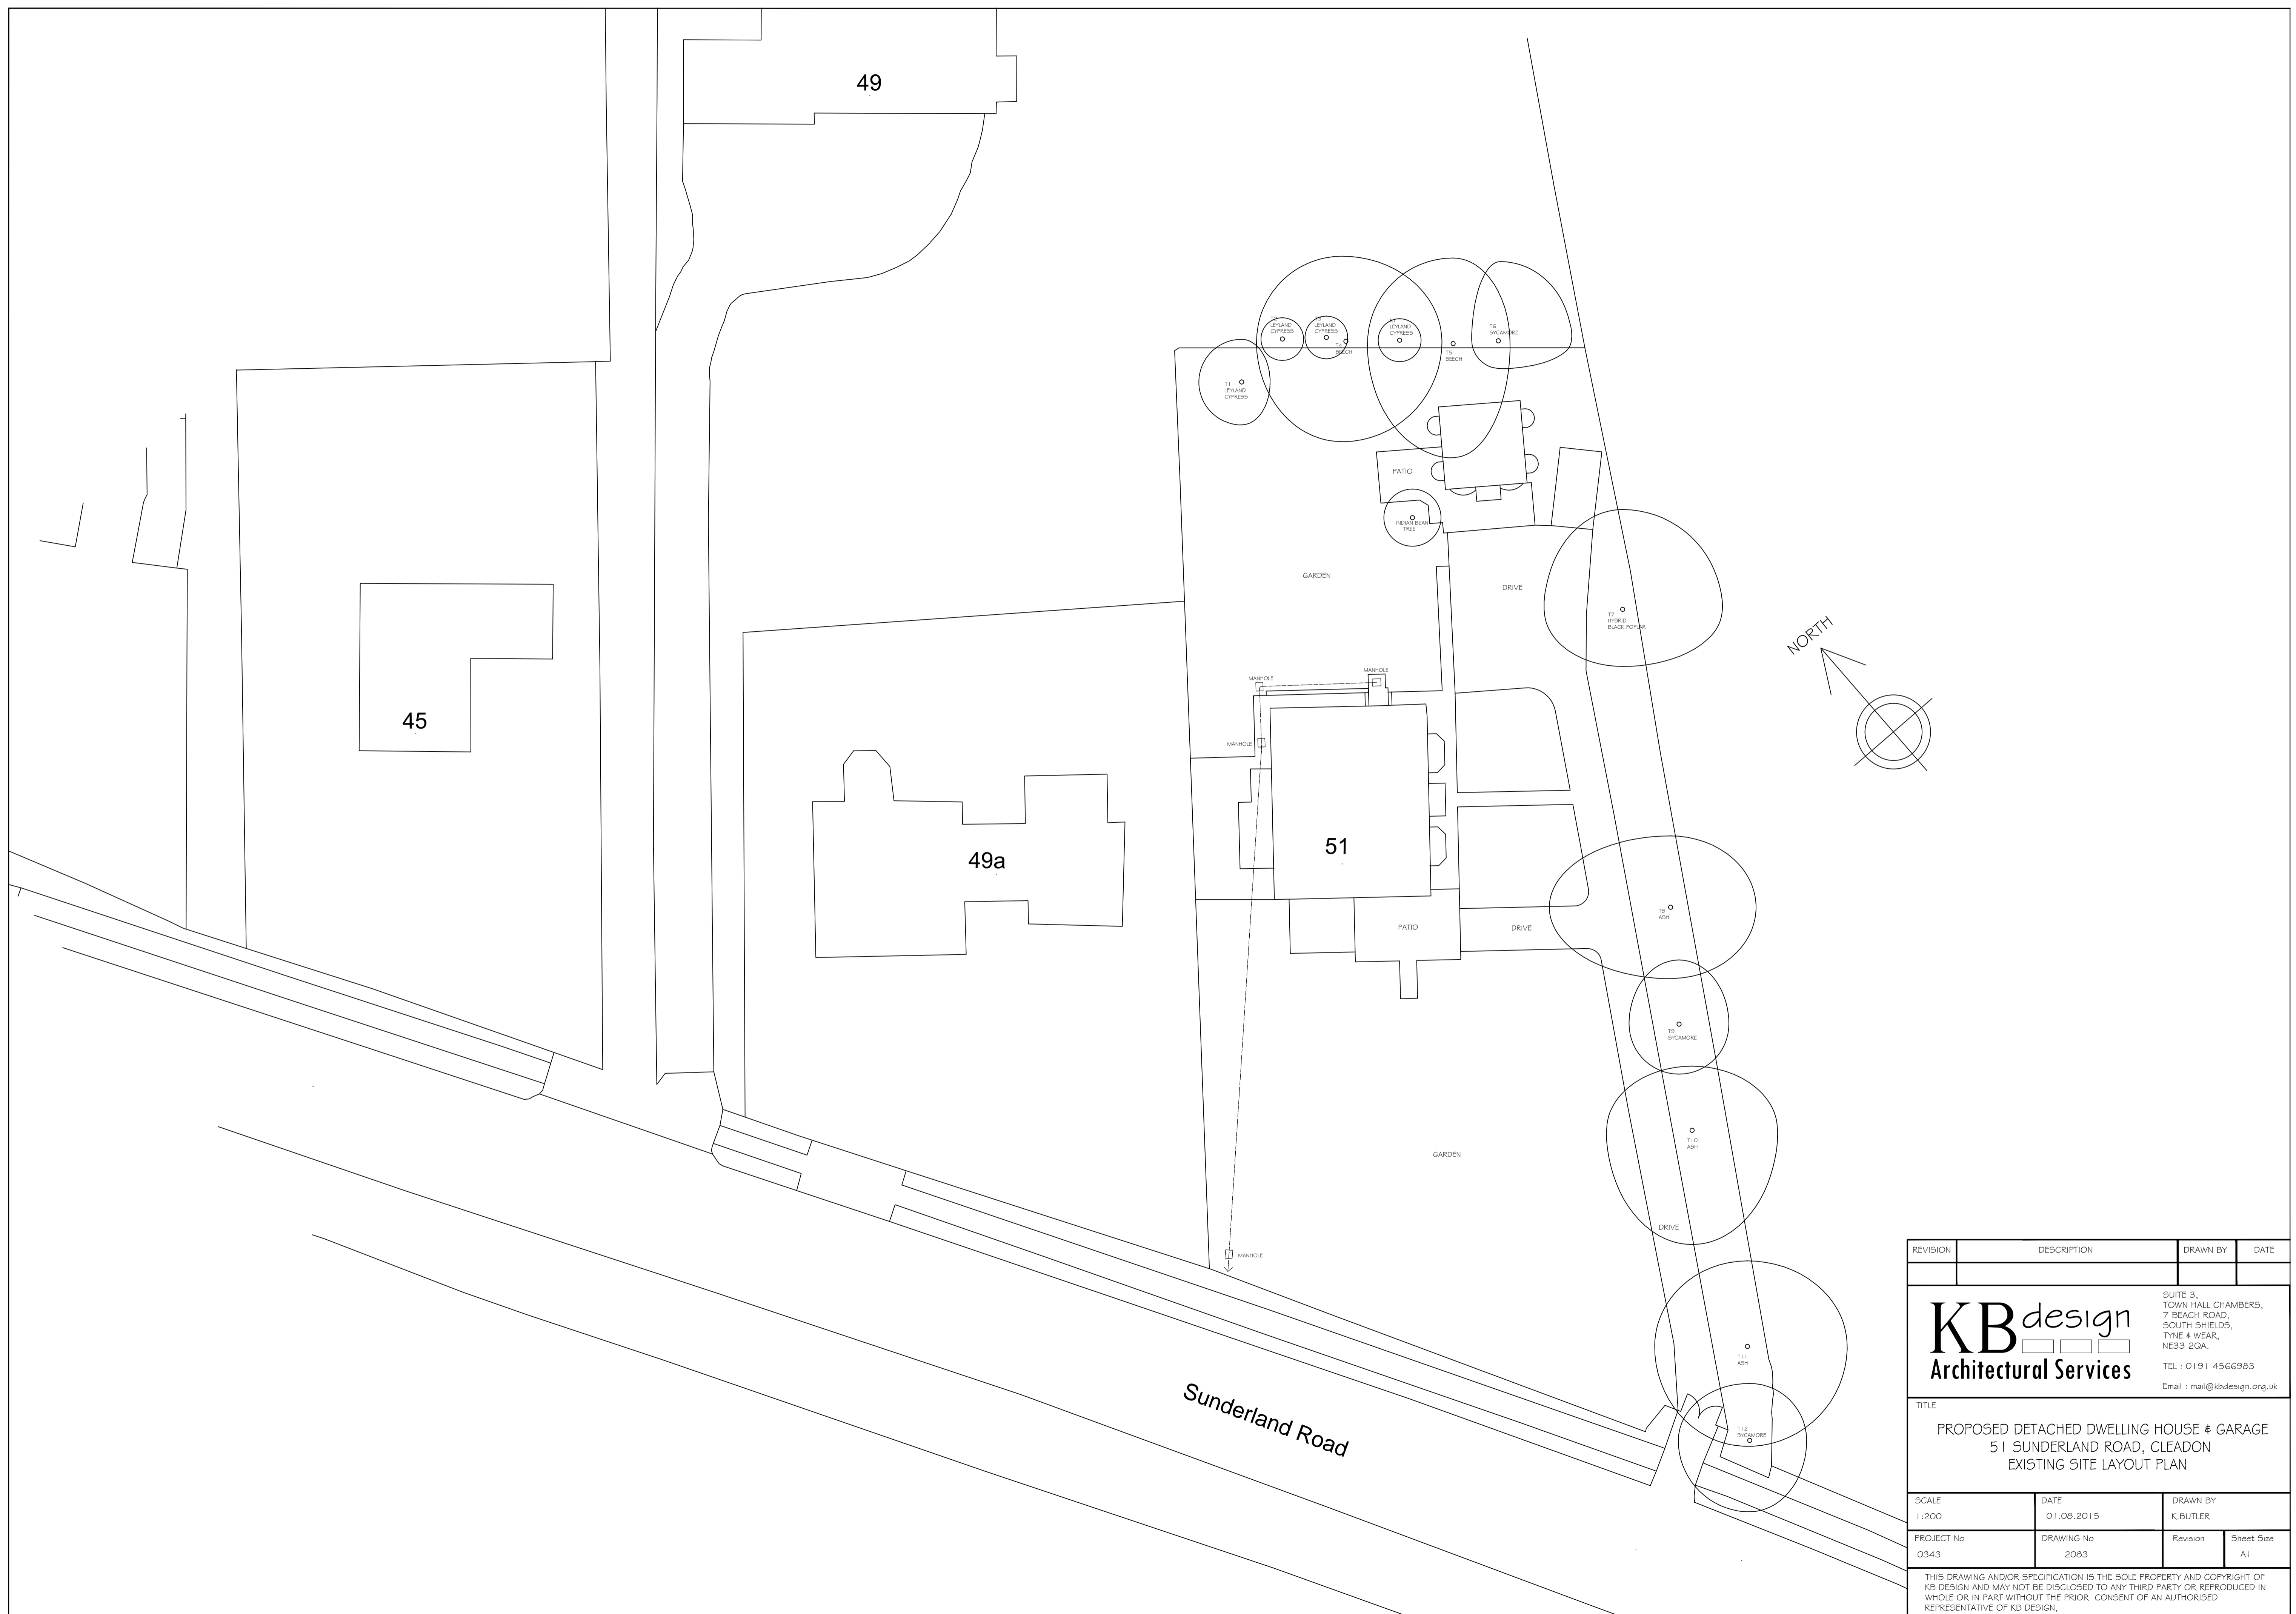 49
T2
LEYLAND
CYPRESS
T3
LEYLAND
CYPRESS
T4
BEECH
LEYLAND
CYPRESS
T5
BEECH
T6
SYCAMORE
T1
LEYLAND
CYPRESS
PATIO
INDIAN BEAN
TREE
GARDEN
DRIVE
T7
HYBRID
BLACK POPLAR
NORTH
MANHOLE
MANHOLE
MANHOLE
45
49a
51
T8
ASH
PATIO
DRIVE
T9
SYCAMORE
T10
ASH
GARDEN
DRIVE
MANHOLE
T11
ASH
T12
SYCAMORE
Sunderland Road
REVISION DESCRIPTION DRAWN BY DATE
KB design
Architectural Services
SUITE 3,
TOWN HALL CHAMBERS,
7 BEACH ROAD,
SOUTH SHIELDS,
TYNE & WEAR,
NE33 2QA.
TEL : 0191 4566983
Email : mail@kbdesign.org.uk
TITLE
PROPOSED DETACHED DWELLING HOUSE & GARAGE
51 SUNDERLAND ROAD, CLEADON
EXISTING SITE LAYOUT PLAN
SCALE DATE DRAWN BY
1:200 01.08.2015 K.BUTLER
PROJECT No DRAWING No Revision Sheet Size
0343 2083 A1
THIS DRAWING AND/OR SPECIFICATION IS THE SOLE PROPERTY AND COPYRIGHT OF
KB DESIGN AND MAY NOT BE DISCLOSED TO ANY THIRD PARTY OR REPRODUCED IN
WHOLE OR IN PART WITHOUT THE PRIOR CONSENT OF AN AUTHORISED
REPRESENTATIVE OF KB DESIGN,